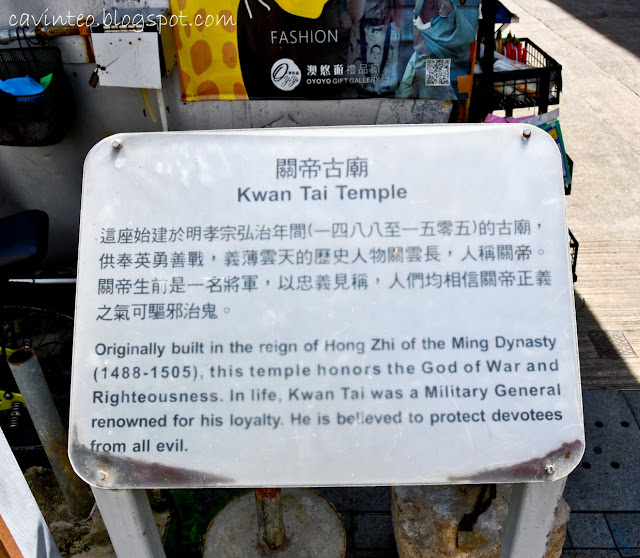 cavinteo.blogspot.com
FASHION
澳悠遊禮品廊
OYOYO GIFT GALLERY
關帝古廟
Kwan Tai Temple
這座始建於明孝宗弘治年間(一四八八至一五零五)的古廟，
供奉英勇善戰，義薄雲天的歷史人物關雲長，人稱關帝。
關帝生前是一名將軍，以忠義見稱，人們均相信關帝正義
之氣可驅邪治鬼。
Originally built in the reign of Hong Zhi of the Ming Dynasty
(1488-1505), this temple honors the God of War and
Righteousness. In life, Kwan Tai was a Military General
renowned for his loyalty. He is believed to protect devotees
from all evil.